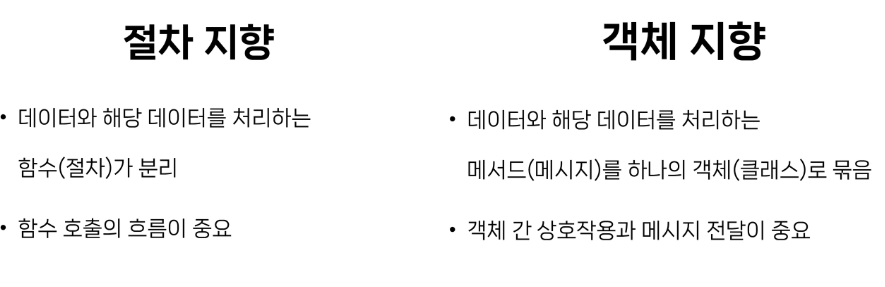 절차 지향
• 데이터와 해당 데이터를 처리하는
함수(절차)가 분리
• 함수 호출의 흐름이 중요
객체 지향
• 데이터와 해당 데이터를 처리하는
메서드(메시지)를 하나의 객체(클래스)로 묶음
• 객체 간 상호작용과 메시지 전달이 중요